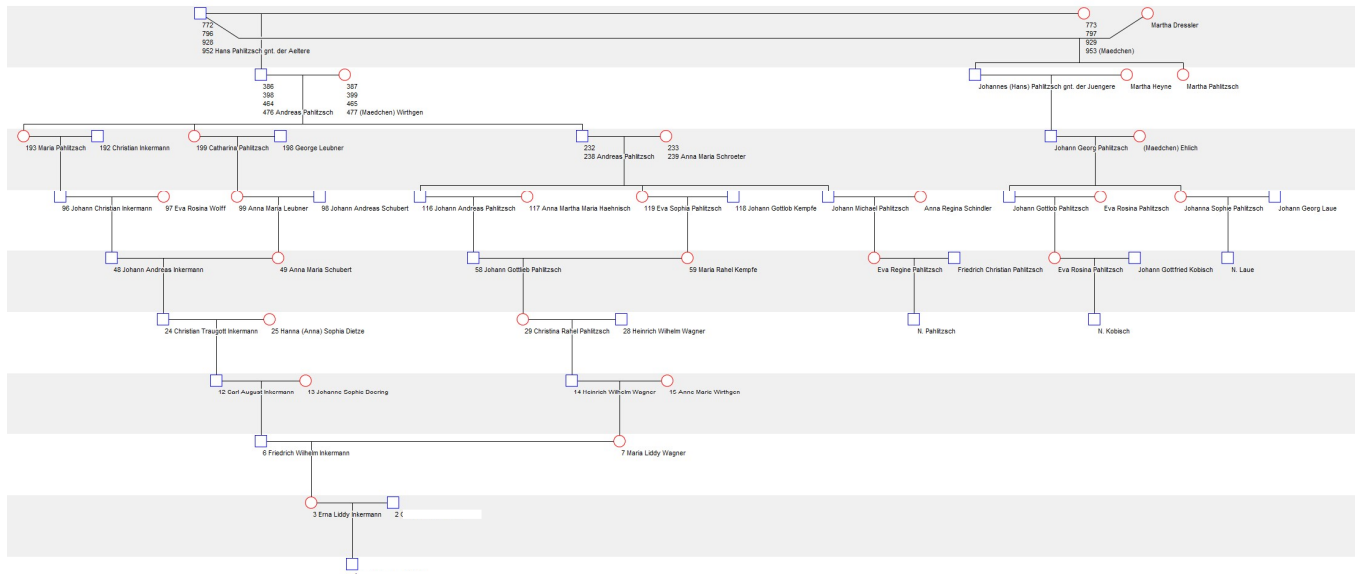 772
773
796
797
Martha Dressler
928
929
952 Hans Pahlitzsch gnt. der Aeltere
953 (Maedchen)
386
387
398
399
464
465
476 Andreas Pahlitzsch
477 (Maedchen) Wirthgen
Johannes (Hans) Pahlitzsch gnt. der Juengere
Martha Heyne
Martha Pahlitzsch
193 Maria Pahlitzsch
192 Christian Inkermann
199 Catharina Pahlitzsch
198 George Leubner
232
238 Andreas Pahlitzsch
233
239 Anna Maria Schroeter
Johann Georg Pahlitzsch
(Maedchen) Ehlich
96 Johann Christian Inkermann
97 Eva Rosina Wolff
99 Anna Maria Leubner
98 Johann Andreas Schubert
116 Johann Andreas Pahlitzsch
117 Anna Martha Maria Haehnisch
119 Eva Sophia Pahlitzsch
118 Johann Gottlob Kempfe
Johann Michael Pahlitzsch
Anna Regina Schindler
Johann Gottlob Pahlitzsch
Eva Rosina Pahlitzsch
Johanna Sophie Pahlitzsch
Johann Georg Laue
48 Johann Andreas Inkermann
49 Anna Maria Schubert
58 Johann Gottlieb Pahlitzsch
59 Maria Rahel Kempfe
Eva Regine Pahlitzsch
Friedrich Christian Pahlitzsch
Eva Rosina Pahlitzsch
Johann Gottfried Kobisch
N. Laue
24 Christian Traugott Inkermann
25 Hanna (Anna) Sophia Dietze
29 Christina Rahel Pahlitzsch
28 Heinrich Wilhelm Wagner
N. Pahlitzsch
N. Kobisch
12 Carl August Inkermann
13 Johanne Sophie Doering
14 Heinrich Wilhelm Wagner
15 Anne Marie Wirthgen
6 Friedrich Wilhelm Inkermann
7 Maria Liddy Wagner
3 Erna Liddy Inkermann
2